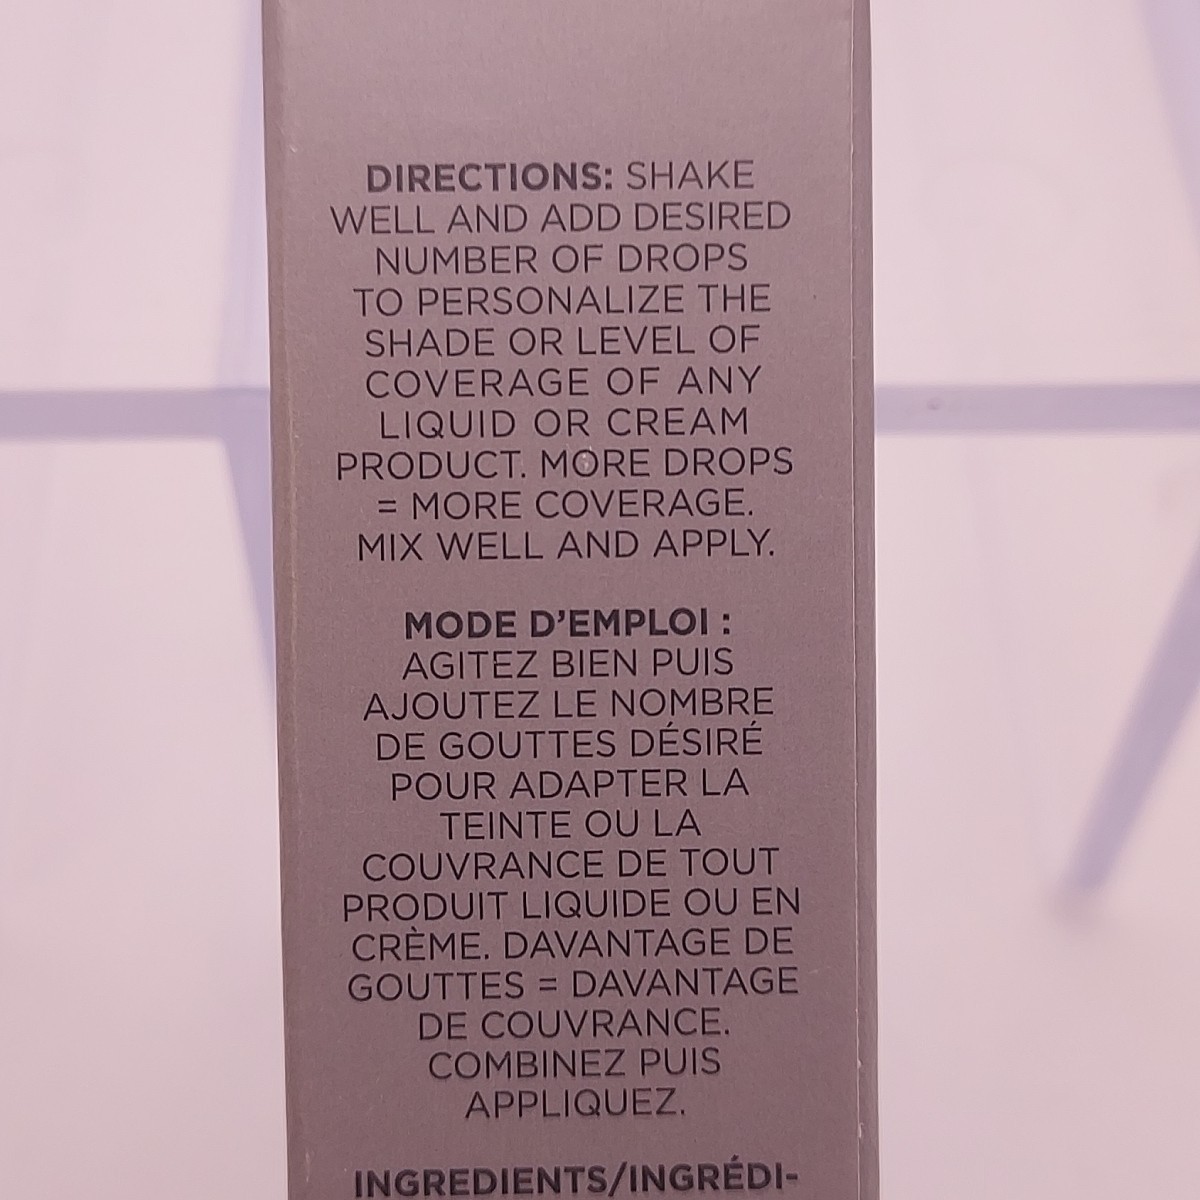 DIRECTIONS: SHAKE
WELL AND ADD DESIRED
NUMBER OF DROPS
TO PERSONALIZE THE
SHADE OR LEVEL OF
COVERAGE OF ANY
LIQUID OR CREAM
PRODUCT. MORE DROPS
= MORE COVERAGE.
MIX WELL AND APPLY.
MODE D’EMPLOI :
AGITEZ BIEN PUIS
AJOUTEZ LE NOMBRE
DE GOUTTES DÉSIRÉ
POUR ADAPTER LA
TEINTE OU LA
COUVRANCE DE TOUT
PRODUIT LIQUIDE OU EN
CRÈME. DAVANTAGE DE
GOUTTES = DAVANTAGE
DE COUVRANCE.
COMBINEZ PUIS
APPLIQUEZ.
INGREDIENTS/INGRÉDI-